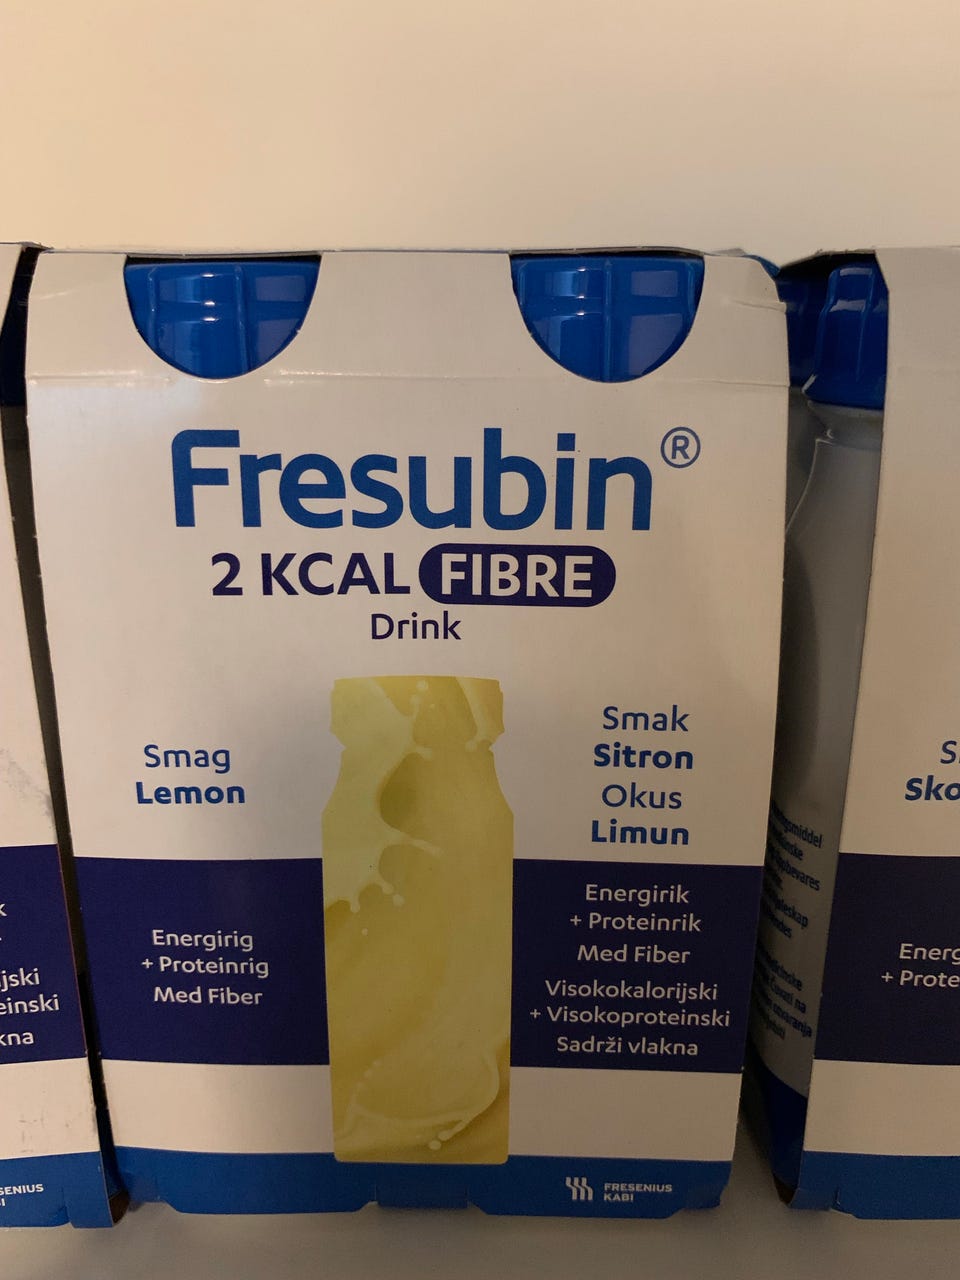 Fresubin®
2 KCAL FIBRE
Drink
Smag
Lemon
Smak
Sitron
Okus
Limun
Energirig
+ Proteinrig
Med Fiber
Energirik
+ Proteinrik
Med Fiber
Visokokalorijski
+ Visokoproteinski
Sadrži vlakna
FRESENIUS
KABI